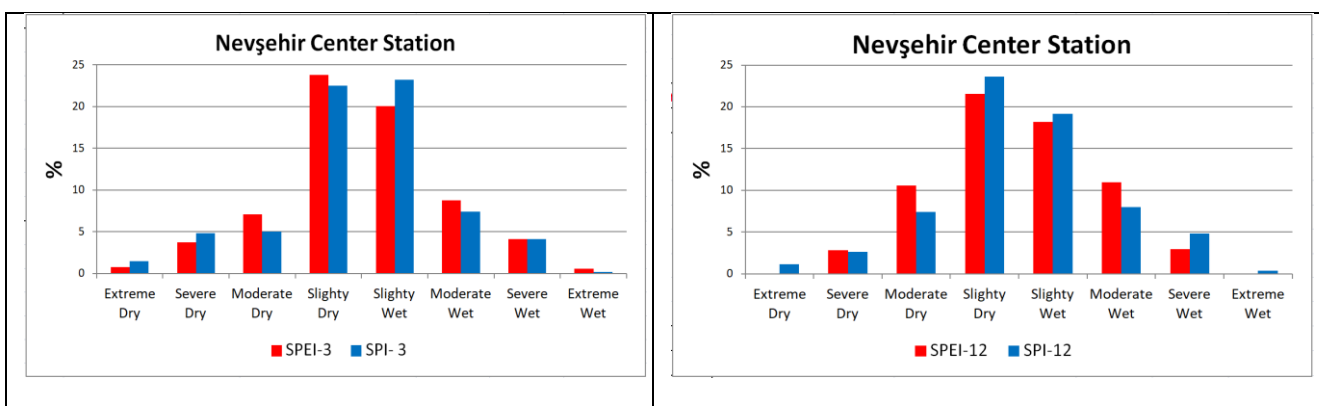 Nevşehir Center Station
25
20
15
10
5
0
%
Extreme Dry
Severe Dry
Moderate Dry
Slighty Dry
Slighty Wet
Moderate Wet
Severe Wet
Extreme Wet
SPEI-3 SPI- 3
Nevşehir Center Station
25
20
15
10
5
0
%
Extreme Dry
Severe Dry
Moderate Dry
Slighty Dry
Slighty Wet
Moderate Wet
Severe Wet
Extreme Wet
SPEI-12 SPI-12